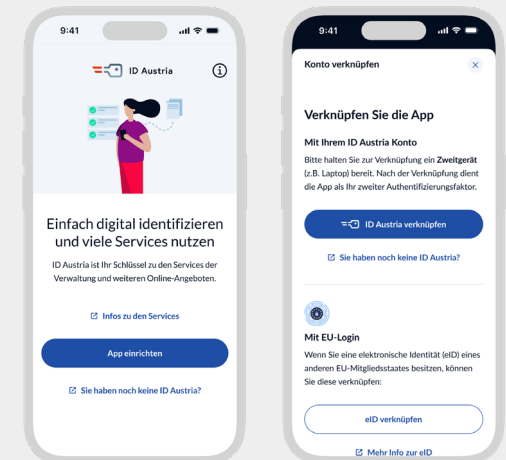 9:41
ID Austria
Einfach digital identifizieren
und viele Services nutzen
ID Austria ist Ihr Schlüssel zu den Services der
Verwaltung und weiteren Online-Angeboten.
Infos zu den Services
App einrichten
Sie haben noch keine ID Austria?
9:41
Konto verknüpfen
Verknüpfen Sie die App
Mit Ihrem ID Austria Konto
Bitte halten Sie zur Verknüpfung ein Zweitgerät
(z.B. Laptop) bereit. Nach der Verknüpfung dient
die App als Ihr zweiter Authentifizierungsfaktor.
ID Austria verknüpfen
Sie haben noch keine ID Austria?
Mit EU-Login
Wenn Sie eine elektronische Identität (eID) eines
anderen EU-Mitgliedsstaates besitzen, können
Sie diese verknüpfen:
eID verknüpfen
Mehr Info zur eID